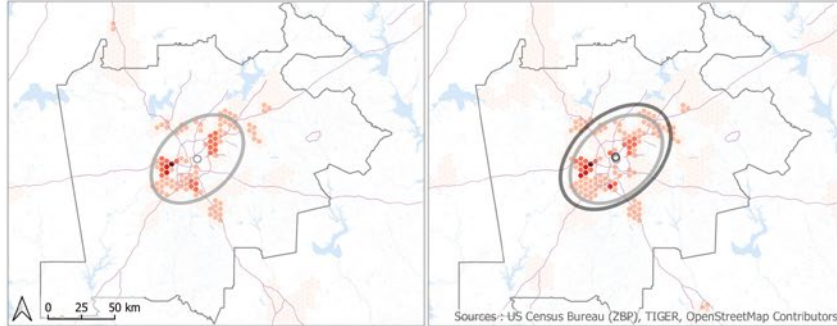 0 25 50 km
Sources : US Census Bureau (ZBP), TIGER, OpenStreetMap Contributors